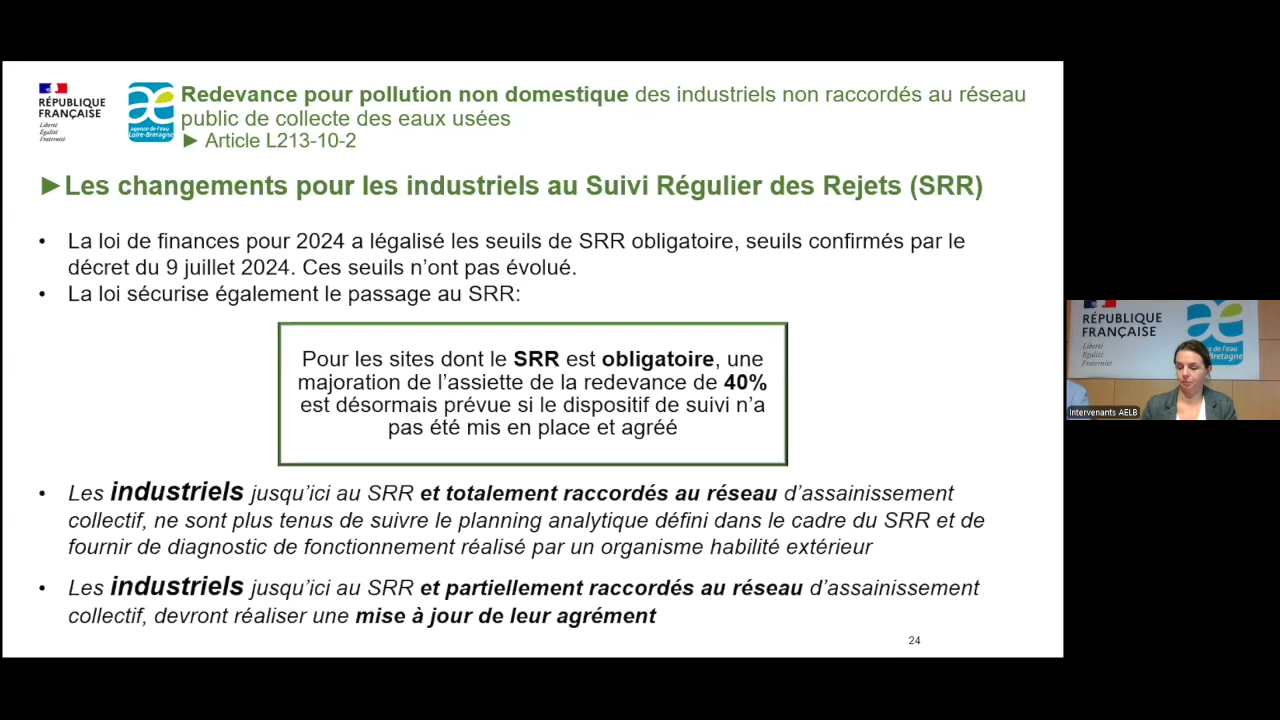 RÉPUBLIQUE
FRANÇAISE
Liberté
Égalité
Fraternité
agence de l'eau
Loire-Bretagne
Redevance pour pollution non domestique des industriels non raccordés au réseau
public de collecte des eaux usées
► Article L213-10-2
►Les changements pour les industriels au Suivi Régulier des Rejets (SRR)
• La loi de finances pour 2024 a légalisé les seuils de SRR obligatoire, seuils confirmés par le
décret du 9 juillet 2024. Ces seuils n’ont pas évolué.
• La loi sécurise également le passage au SRR:
Pour les sites dont le SRR est obligatoire, une
majoration de l’assiette de la redevance de 40%
est désormais prévue si le dispositif de suivi n’a
pas été mis en place et agréé
• Les industriels jusqu’ici au SRR et totalement raccordés au réseau d’assainissement
collectif, ne sont plus tenus de suivre le planning analytique défini dans le cadre du SRR et de
fournir de diagnostic de fonctionnement réalisé par un organisme habilité extérieur
• Les industriels jusqu’ici au SRR et partiellement raccordés au réseau d’assainissement
collectif, devront réaliser une mise à jour de leur agrément
24
RÉPUBLIQUE
FRANÇAISE
Liberté
Égalité
Fraternité
de l'eau
Bretagne
Intervenants AELB